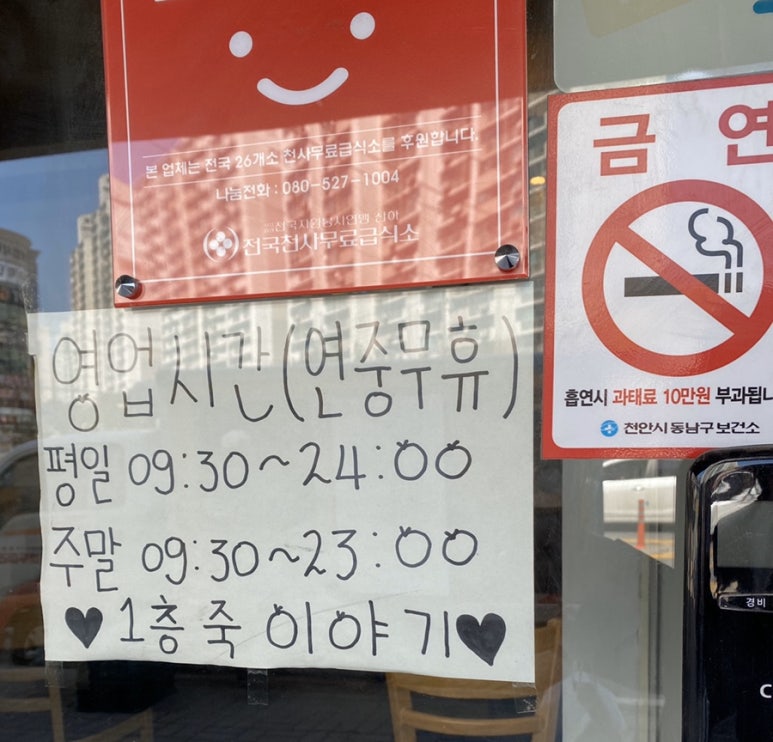 본 업체는 전국 26개소 천사무료급식소를 후원합니다.
나눔전화 : 080-527-1004
전국천사무료급식소
영업시간(연중무휴)
평일 09:30~24:00
주말 09:30~23:00
♥1층 죽이야기♥
금 연
흡연시 과태료 10만원 부과됩니
천안시 동남구 보건소
경비
C